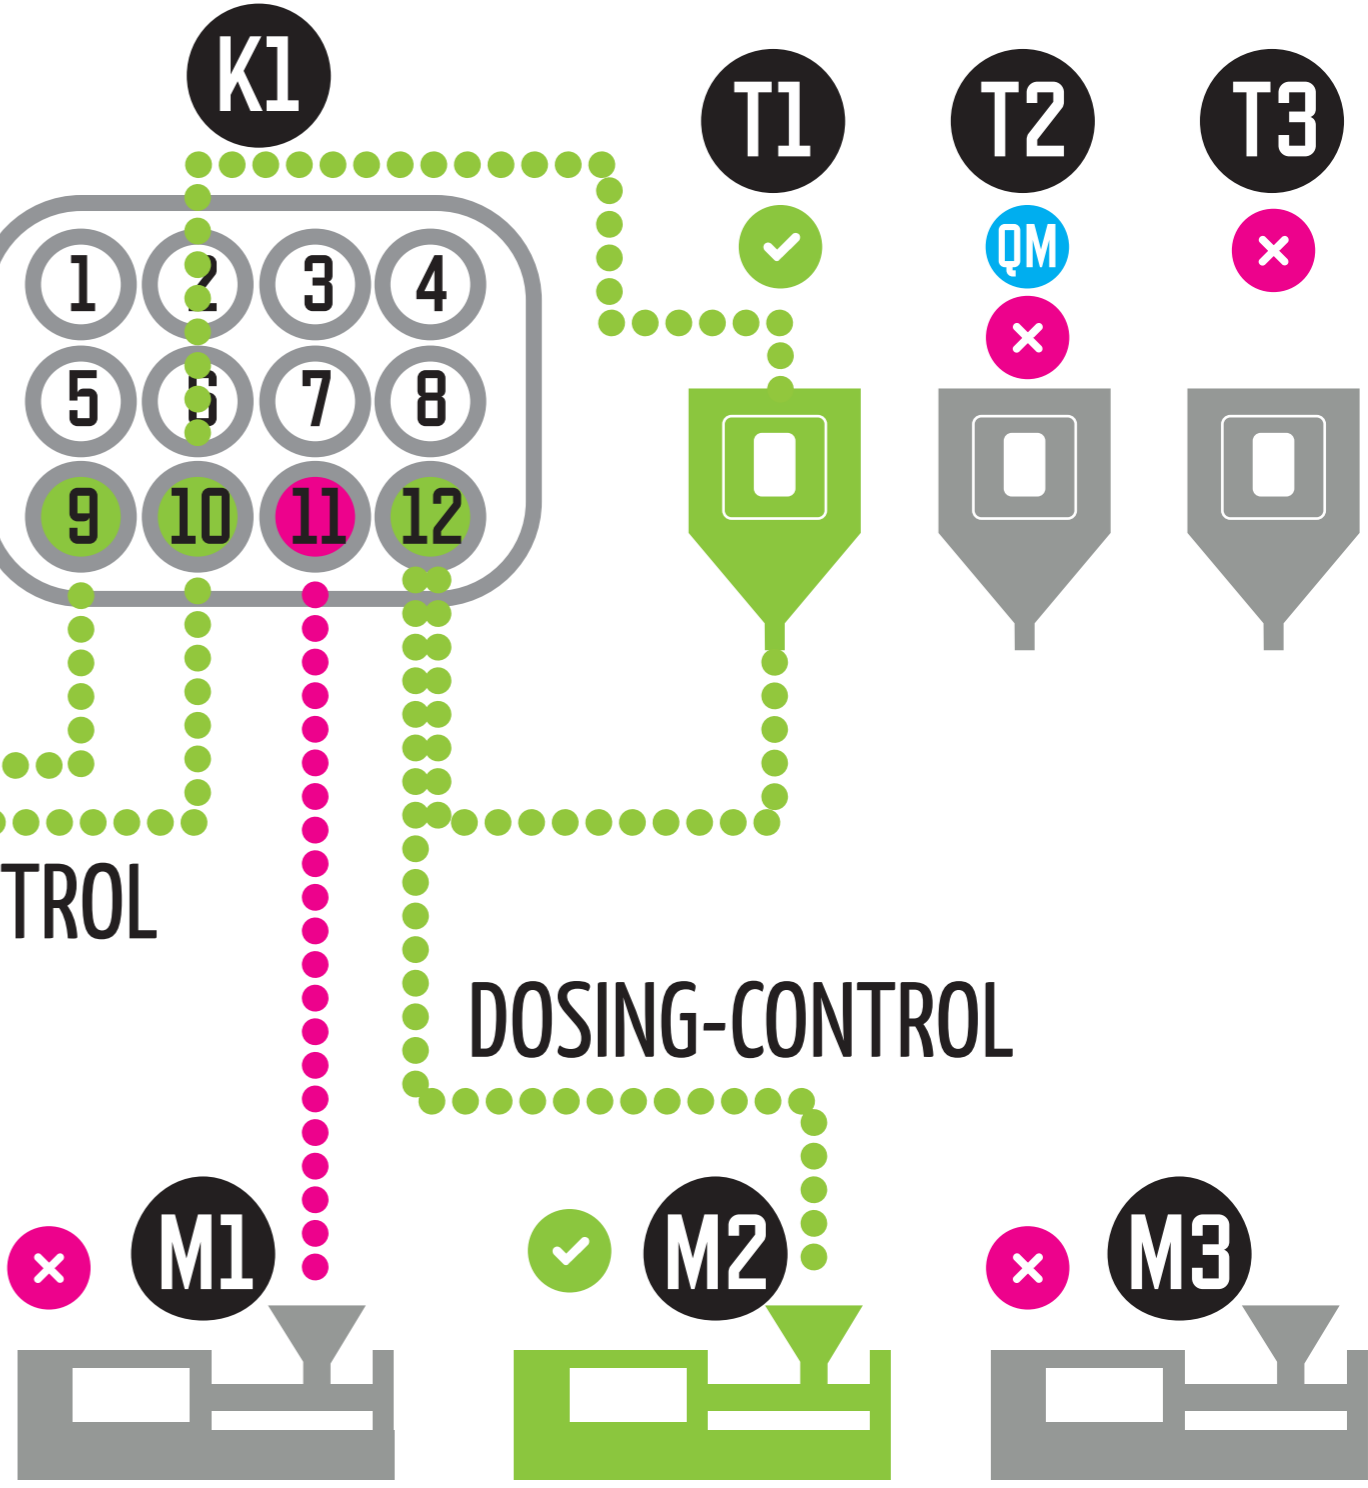 K1
T1
T2
T3
QM
1 2 3 4
5 6 7 8
9 10 11 12
TROL
DOSING-CONTROL
M1
M2
M3